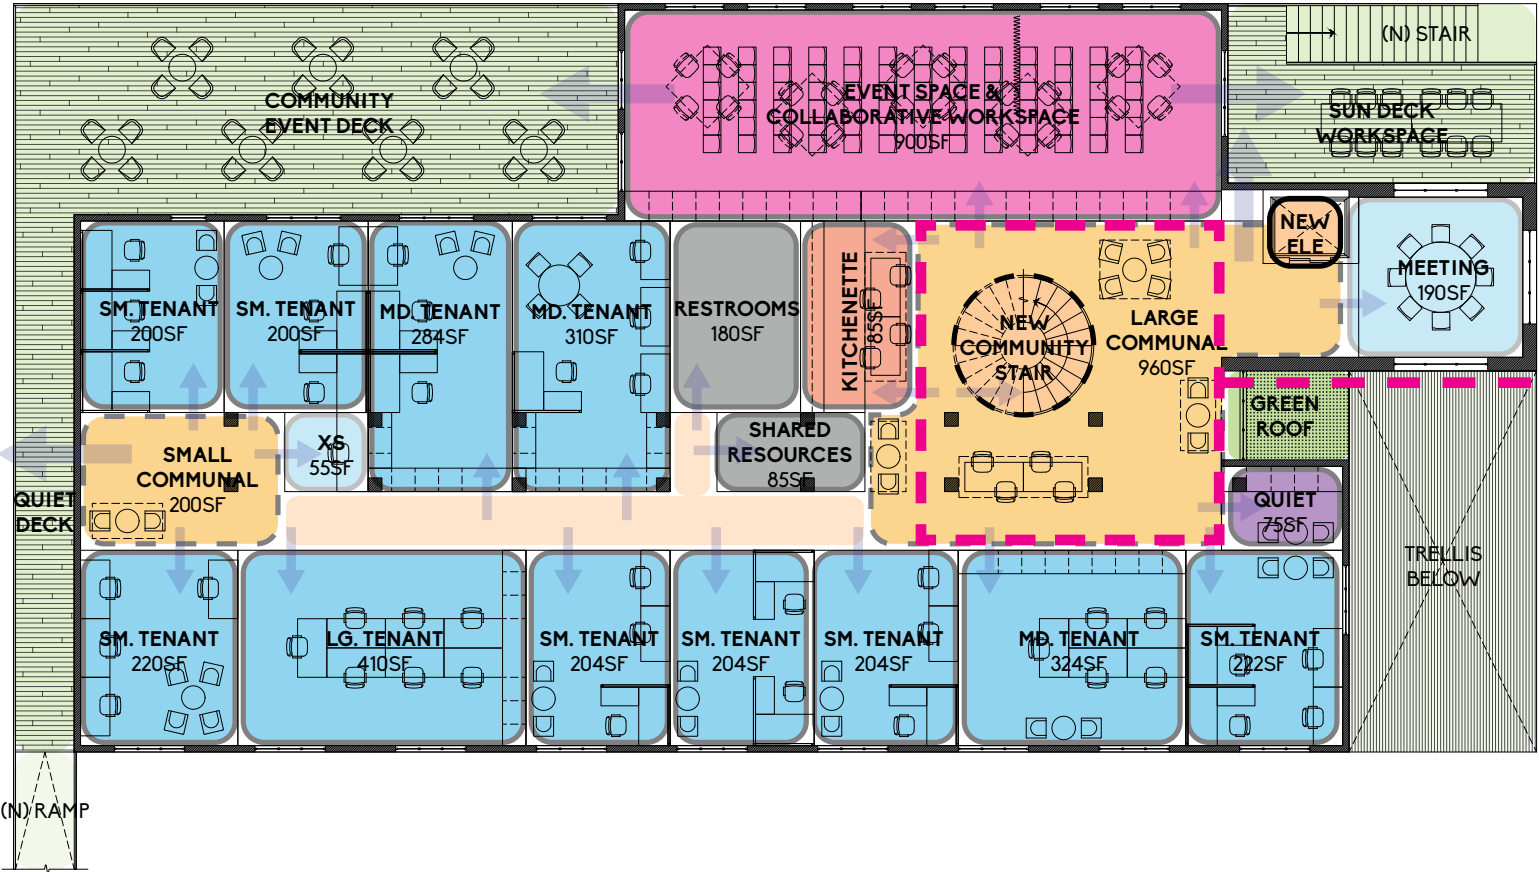 (N) STAIR
COMMUNITY
EVENT DECK
EVENT SPACE &
COLLABORATIVE WORKSPACE
900SF
SUN DECK
WORKSPACE
NEW
ELE
MEETING
190SF
SM. TENANT
200SF
SM. TENANT
200SF
MD. TENANT
284SF
MD. TENANT
310SF
RESTROOMS
180SF
KITCHENETTE
85SF
NEW
COMMUNITY
STAIR
LARGE
COMMUNAL
960SF
GREEN
ROOF
SMALL
COMMUNAL
200SF
XS
55SF
SHARED
RESOURCES
85SF
QUIET
DECK
QUIET
75SF
TRELLIS
BELOW
SM. TENANT
220SF
LG. TENANT
410SF
SM. TENANT
204SF
SM. TENANT
204SF
SM. TENANT
204SF
MD. TENANT
324SF
SM. TENANT
222SF
(N) RAMP